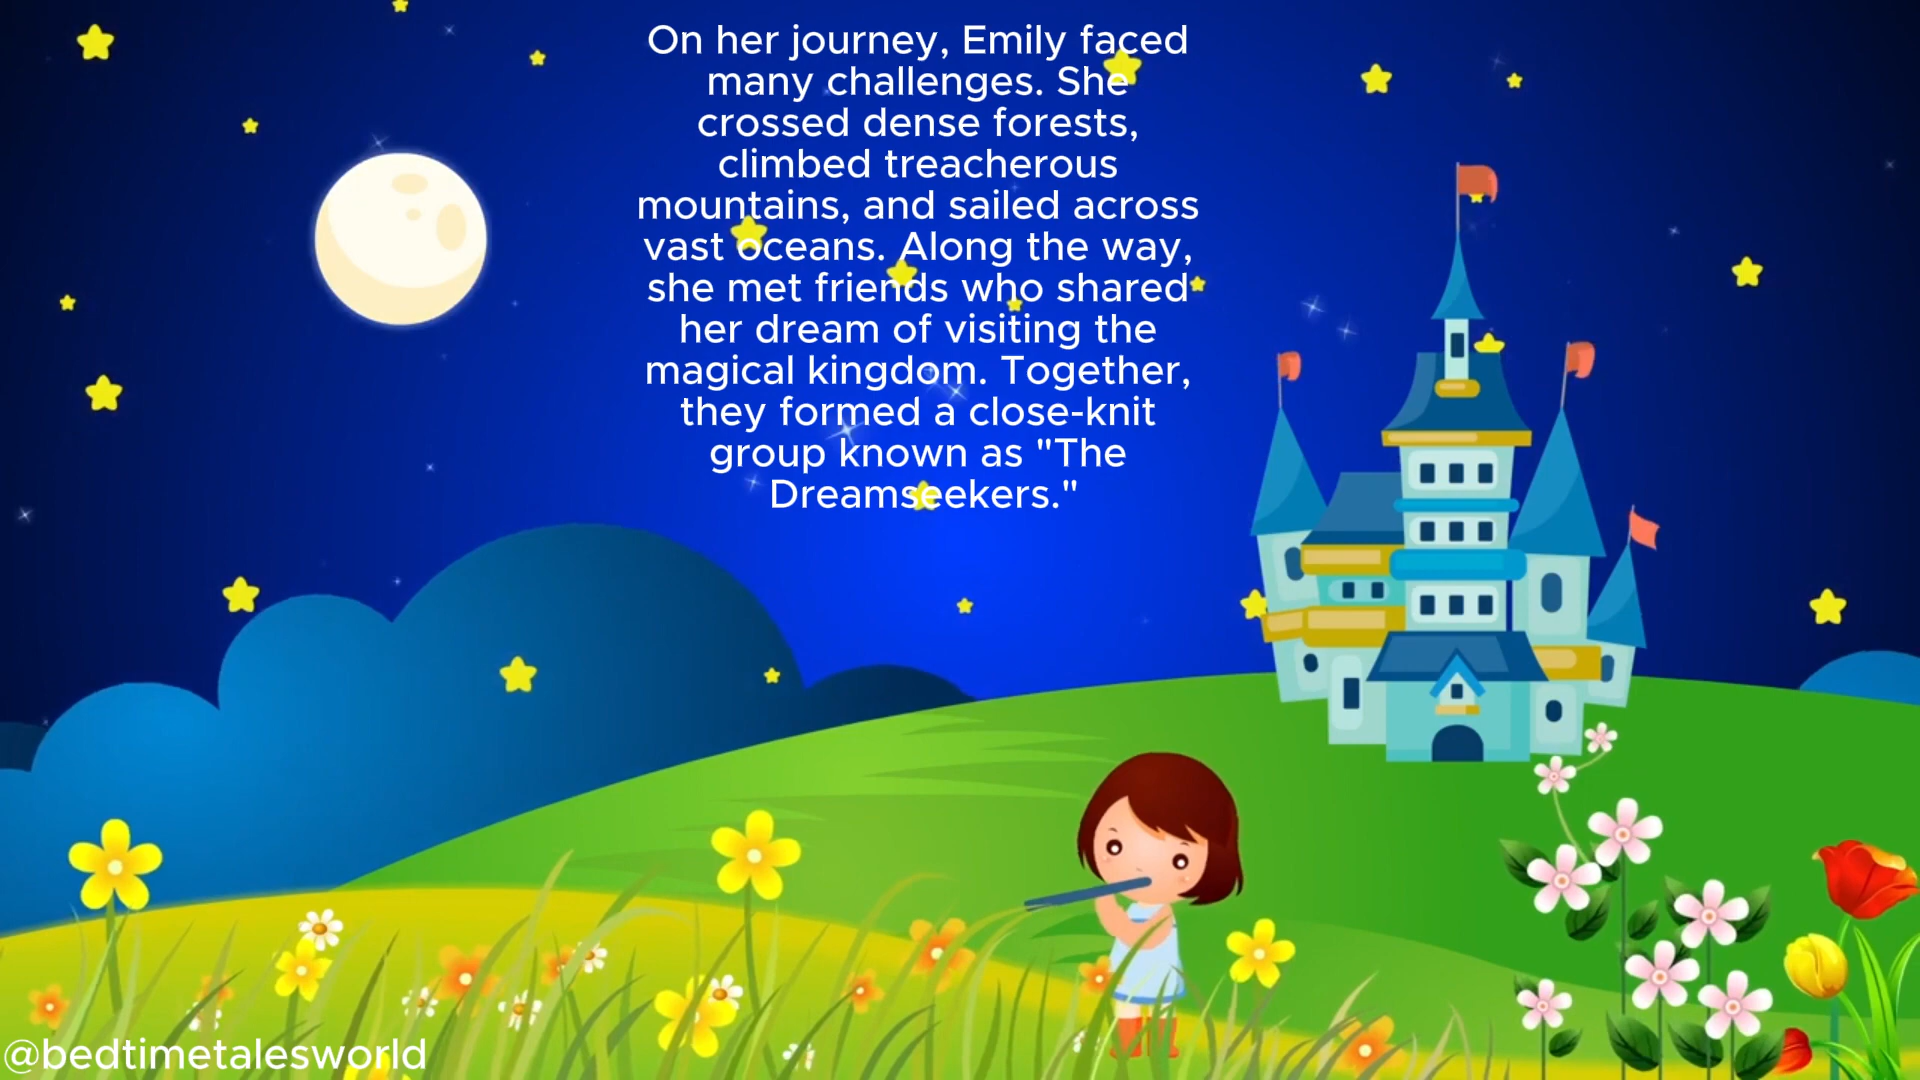 On her journey, Emily faced
many challenges. She
crossed dense forests,
climbed treacherous
mountains, and sailed across
vast oceans. Along the way,
she met friends who shared
her dream of visiting the
magical kingdom. Together,
they formed a close-knit
group known as "The
Dreamseekers."
@bedtimetalesworld